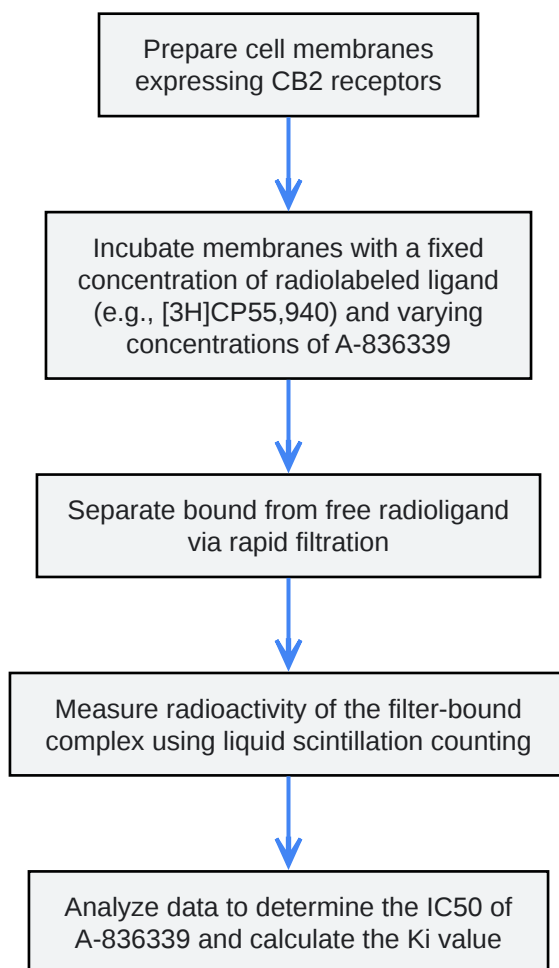 Prepare cell membranes
expressing CB2 receptors
Incubate membranes with a fixed
concentration of radiolabeled ligand
(e.g., [3H]CP55,940) and varying
concentrations of A-836339
Separate bound from free radioligand
via rapid filtration
Measure radioactivity of the filter-bound
complex using liquid scintillation counting
Analyze data to determine the IC50 of
A-836339 and calculate the Ki value